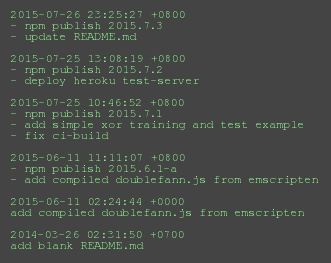 2015-07-26 23:25:27 +0800
- npm publish 2015.7.3
- update README.md
2015-07-25 13:08:19 +0800
- npm publish 2015.7.2
- deploy heroku test-server
2015-07-25 10:46:52 +0800
- npm publish 2015.7.1
- add simple xor training and test example
- fix ci-build
2015-06-11 11:11:07 +0800
- npm publish 2015.6.1-a
- add compiled doublefann.js from emscripten
2015-06-11 02:24:44 +0000
add compiled doublefann.js from emscripten
2014-03-26 02:31:50 +0700
add blank README.md